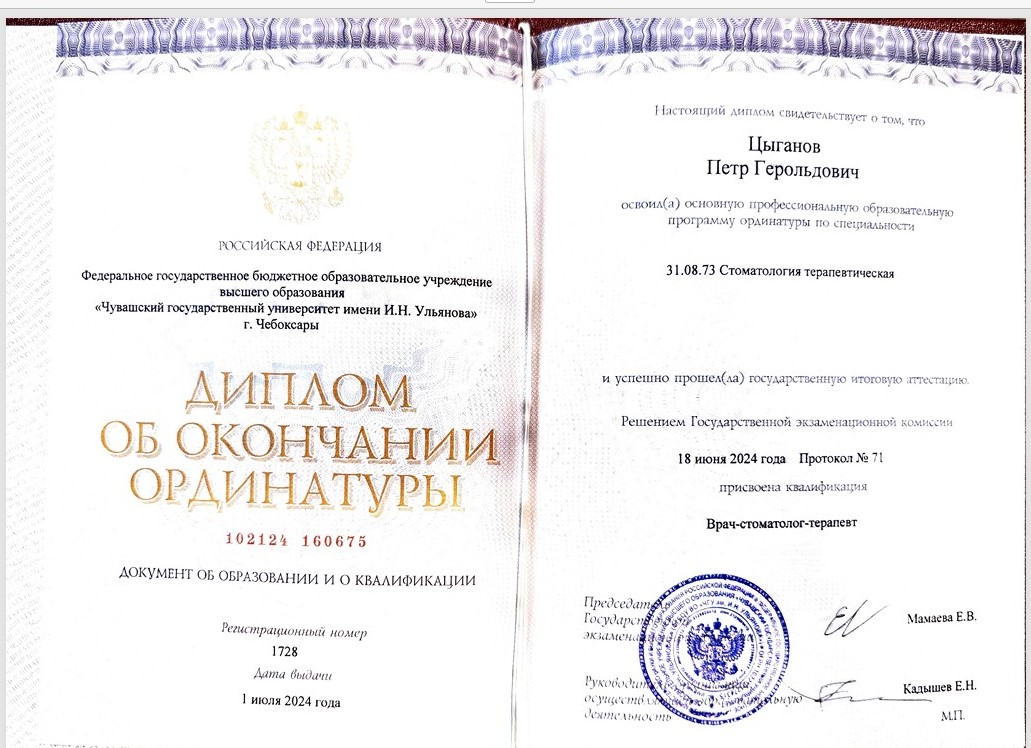 РОССИЙСКАЯ ФЕДЕРАЦИЯ
Федеральное государственное бюджетное образовательное учреждение
высшего образования
«Чувашский государственный университет имени И.Н. Ульянова»
г. Чебоксары
ДИПЛОМ
ОБ ОКОНЧАНИИ
ОРДИНАТУРЫ
102124 160675
ДОКУМЕНТ ОБ ОБРАЗОВАНИИ И О КВАЛИФИКАЦИИ
Регистрационный номер
1728
Дата выдачи
1 июля 2024 года
Настоящий диплом свидетельствует о том, что
Цыганов
Петр Герольдович
освоил(а) основную профессиональную образовательную
программу ординатуры по специальности
31.08.73 Стоматология терапевтическая
и успешно прошел(ла) государственную итоговую аттестацию.
Решением Государственной экзаменационной комиссии
18 июня 2024 года Протокол № 71
присвоена квалификация
Врач-стоматолог-терапевт
Мамаева Е.В.
Кадышев Е.Н.
деятельность
М.П.